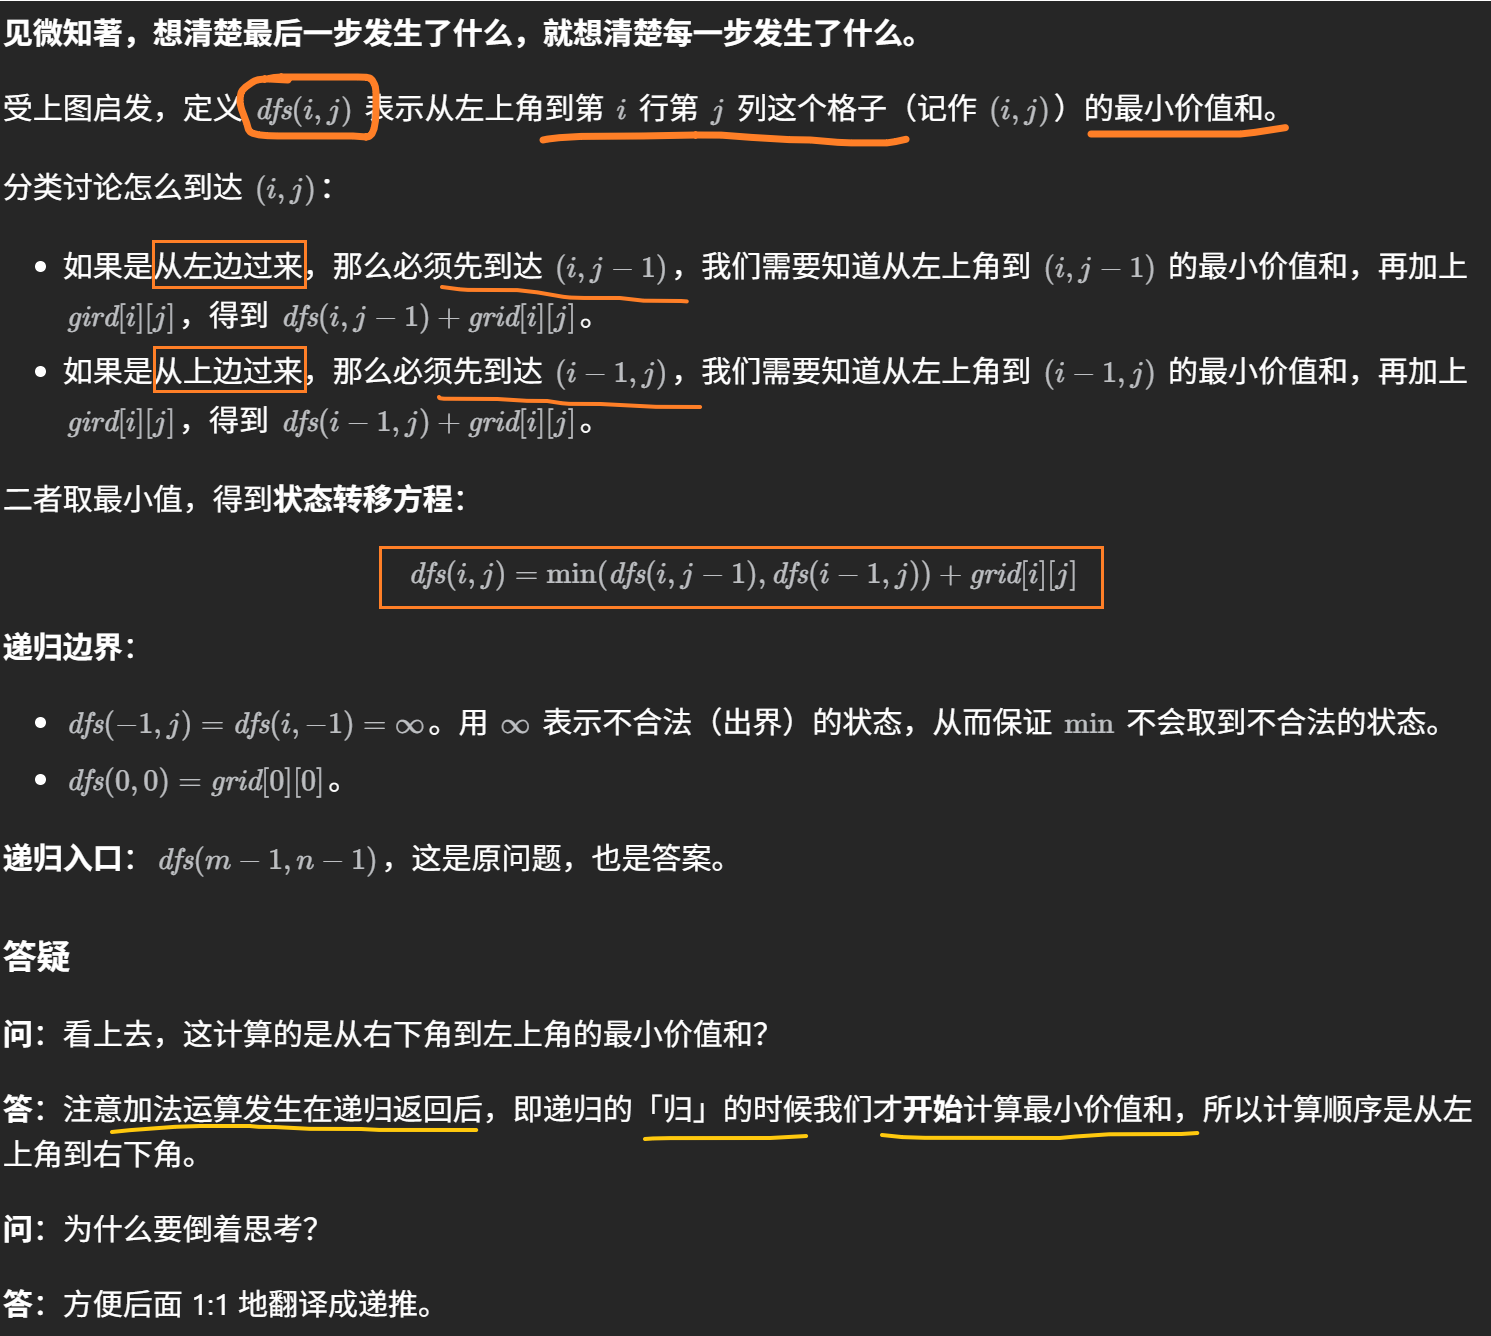 见微知著，想清楚最后一步发生了什么，就想清楚每一步发生了什么。
受上图启发，定义 dfs(i, j) 表示从左上角到第 i 行第 j 列这个格子（记作 (i, j)）的最小价值和。
分类讨论怎么到达 (i, j)：
• 如果是从左边过来，那么必须先到达 (i, j − 1)，我们需要知道从左上角到 (i, j − 1) 的最小价值和，再加上
gird[i][j]，得到 dfs(i, j − 1) + grid[i][j]。
• 如果是从上边过来，那么必须先到达 (i − 1, j)，我们需要知道从左上角到 (i − 1, j) 的最小价值和，再加上
gird[i][j]，得到 dfs(i − 1, j) + grid[i][j]。
二者取最小值，得到状态转移方程：
dfs(i, j) = min(dfs(i, j − 1), dfs(i − 1, j)) + grid[i][j]
递归边界：
• dfs(−1, j) = dfs(i, −1) = ∞。用 ∞ 表示不合法（出界）的状态，从而保证 min 不会取到不合法的状态。
• dfs(0, 0) = grid[0][0]。
递归入口：dfs(m − 1, n − 1)，这是原问题，也是答案。
答疑
问：看上去，这计算的是从右下角到左上角的最小价值和？
答：注意加法运算发生在递归返回后，即递归的「归」的时候我们才开始计算最小价值和，所以计算顺序是从左
上角到右下角。
问：为什么要倒着思考？
答：方便后面 1:1 地翻译成递推。